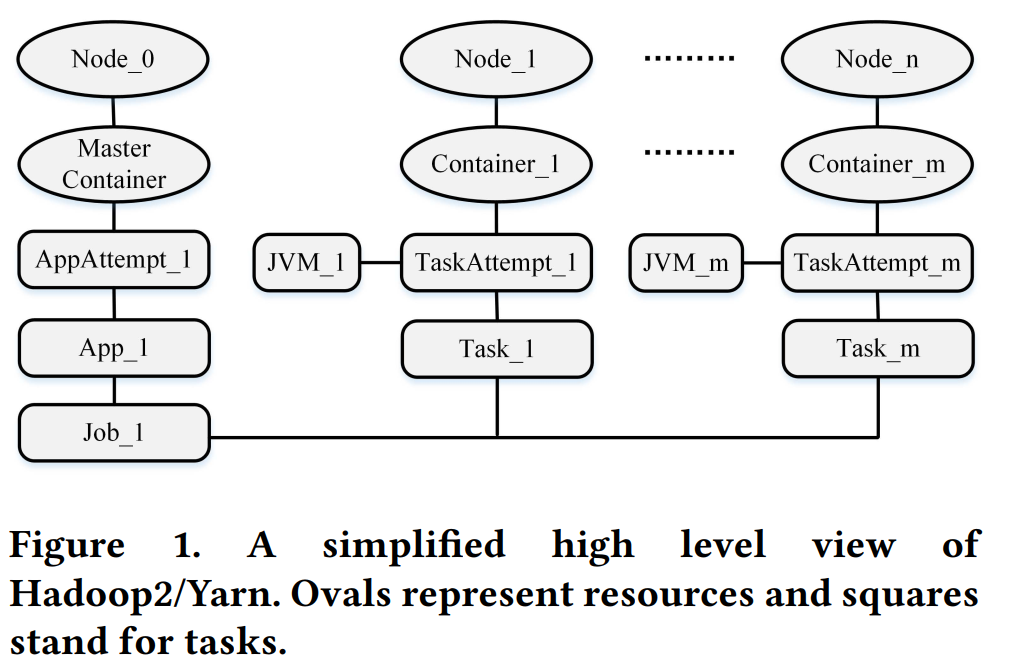 Node_0
Node_1
.........
Node_n
Master
Container
Container_1
.........
Container_m
AppAttempt_1
JVM_1
TaskAttempt_1
JVM_m
TaskAttempt_m
App_1
Task_1
Task_m
Job_1
Figure 1. A simplified high level view of
Hadoop2/Yarn. Ovals represent resources and squares
stand for tasks.